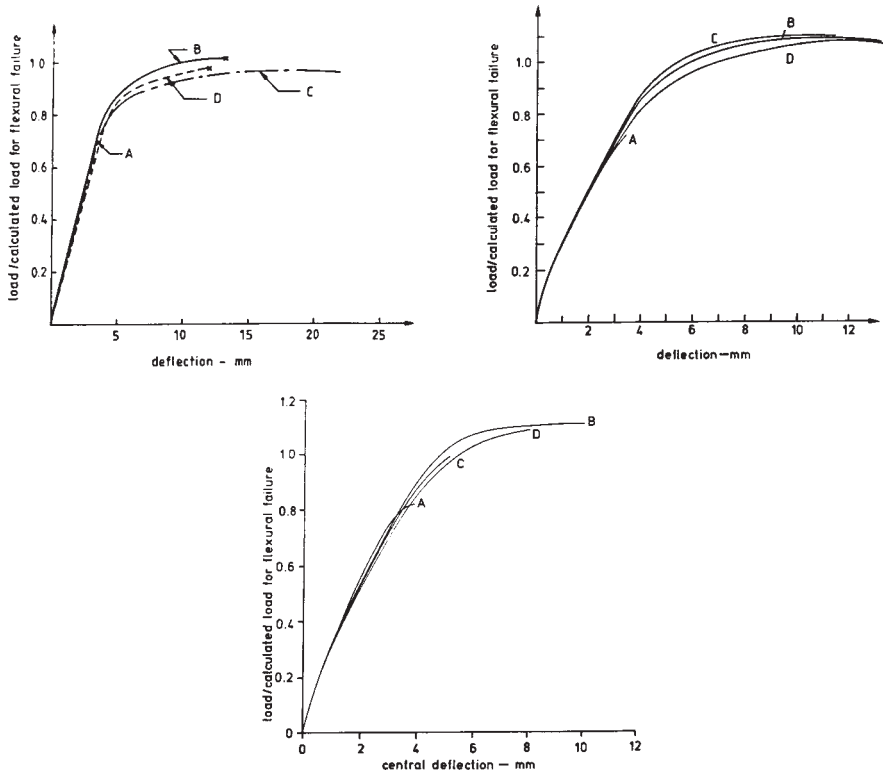 load/calculated load for flexural failure
1.0
0.8
0.6
0.4
0.2
B
D
C
A
5
10
15
20
25
deflection - mm
load/calculated load for flexural failure
1.0
0.8
0.6
0.4
0.2
C
B
D
A
2
4
6
8
10
12
deflection—mm
load/calculated load for flexural failure
1.2
1.0
0.8
0.6
0.4
0.2
0
B
D
C
A
0
2
4
6
8
10
12
central deflection — mm